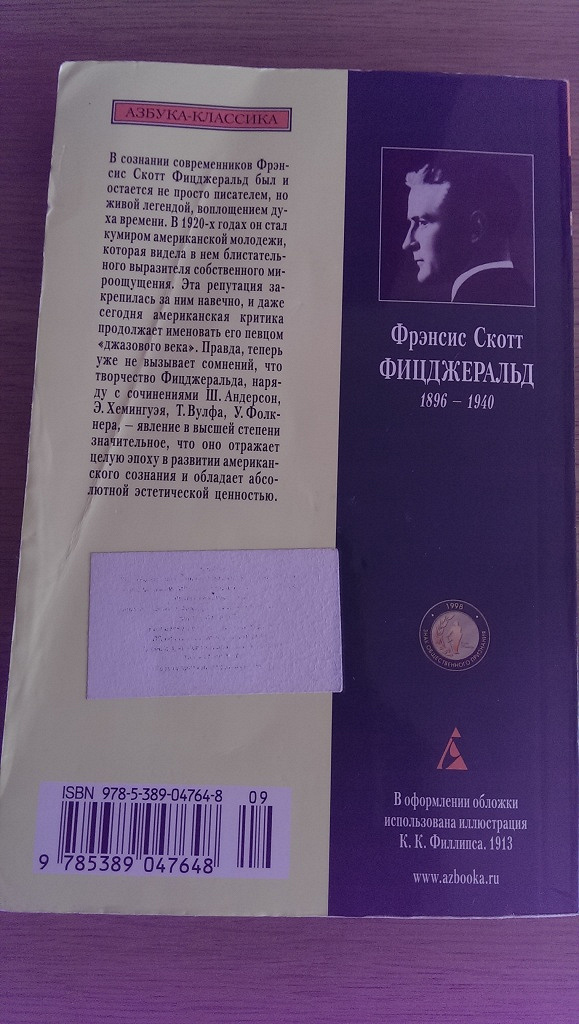 АЗБУКА-КЛАССИКА
В сознании современников Фрэн-
сис Скотт Фицджеральд был и
остается не просто писателем, но
живой легендой, воплощением ду-
ха времени. В 1920-х годах он стал
кумиром американской молодежи,
которая видела в нем блистатель-
ного выразителя собственного ми-
роощущения. Эта репутация за-
крепилась за ним навечно, и даже
сегодня американская критика
продолжает именовать его певцом
«джазового века». Правда, теперь
уже не вызывает сомнений, что
творчество Фицджеральда, наря-
ду с сочинениями Ш. Андерсон,
Э. Хемингуэя, Т. Вулфа, У. Фолк-
нера, – явление в высшей степени
значительное, что оно отражает
целую эпоху в развитии американ-
ского сознания и обладает абсо-
лютной эстетической ценностью.
ISBN 978-5-389-04764-8
09
9 785389 047648
Фрэнсис Скотт
ФИЦДЖЕРАЛЬД
1896 – 1940
1998
ЗНАК ОБЩЕСТВЕННОГО ПРИЗНАНИЯ
В оформлении обложки
использована иллюстрация
К. К. Филлипса. 1913
www.azbooka.ru